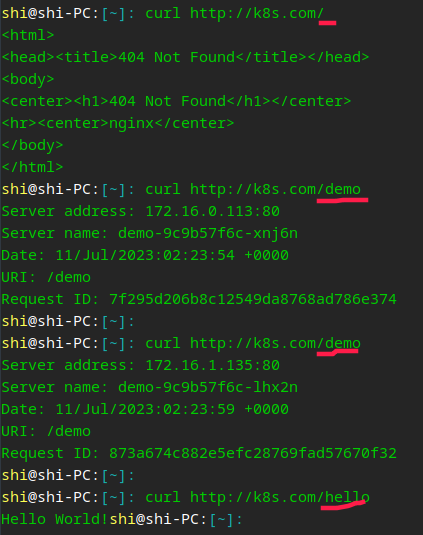 shi@shi-PC:[~]: curl http://k8s.com/
<html>
<head><title>404 Not Found</title></head>
<body>
<center><h1>404 Not Found</h1></center>
<hr><center>nginx</center>
</body>
</html>
shi@shi-PC:[~]: curl http://k8s.com/demo
Server address: 172.16.0.113:80
Server name: demo-9c9b57f6c-xnj6n
Date: 11/Jul/2023:02:23:54 +0000
URI: /demo
Request ID: 7f295d206b8c12549da8768ad786e374
shi@shi-PC:[~]:
shi@shi-PC:[~]: curl http://k8s.com/demo
Server address: 172.16.1.135:80
Server name: demo-9c9b57f6c-lhx2n
Date: 11/Jul/2023:02:23:59 +0000
URI: /demo
Request ID: 873a674c882e5efc28769fad57670f32
shi@shi-PC:[~]:
shi@shi-PC:[~]: curl http://k8s.com/hello
Hello World!shi@shi-PC:[~]: